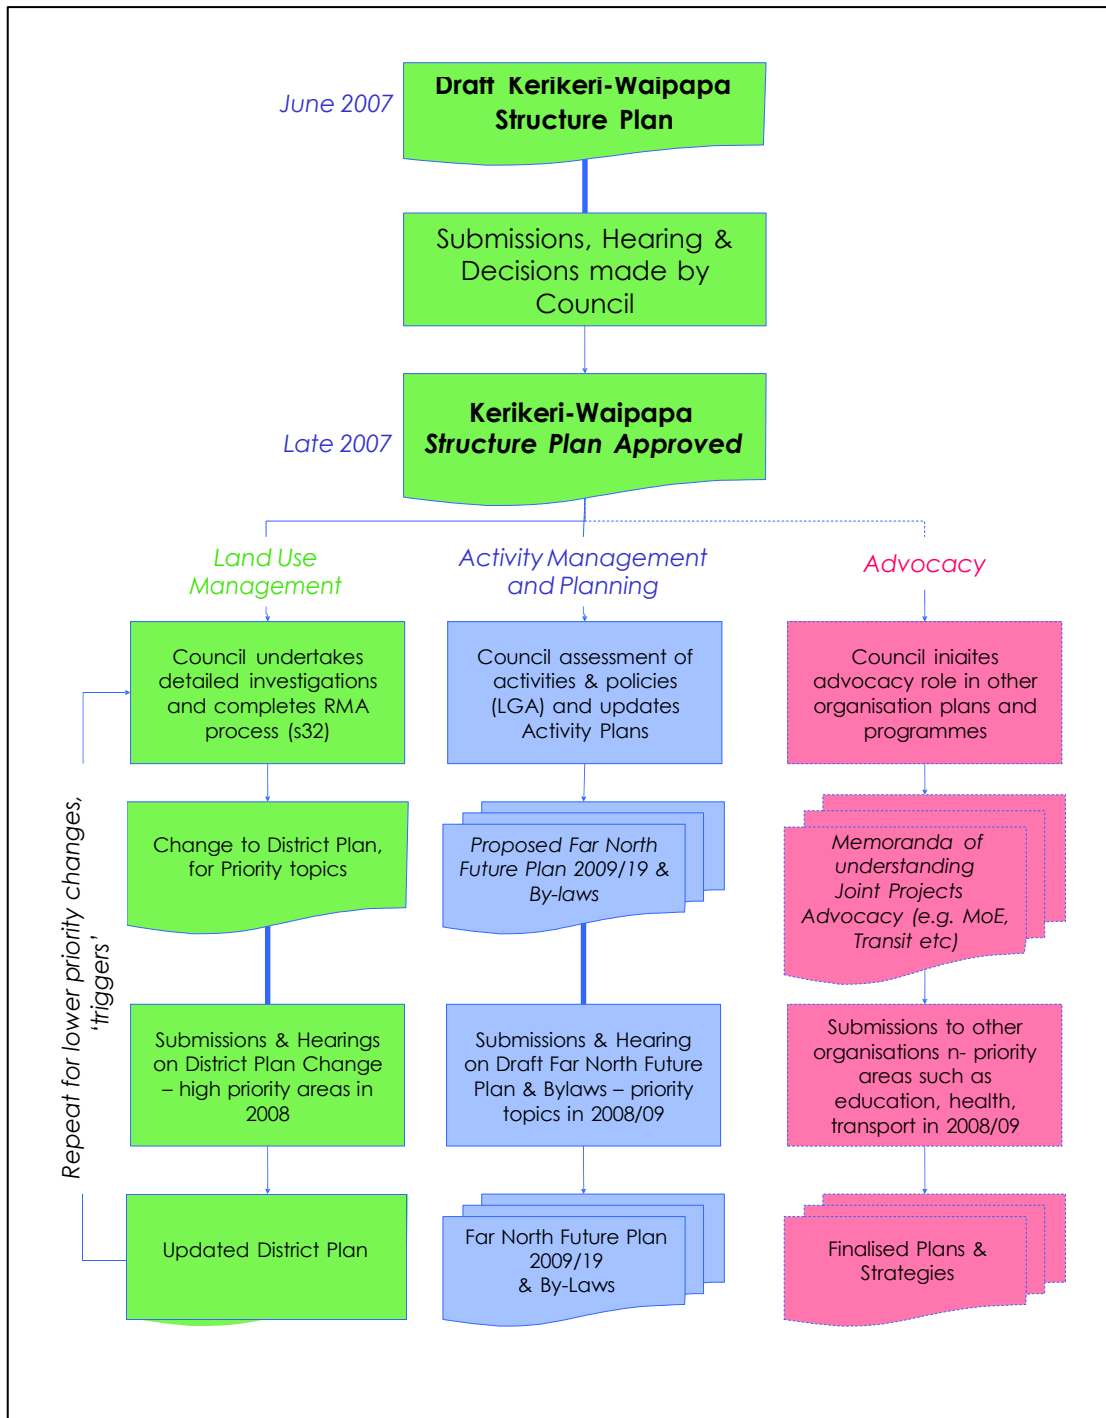 June 2007
Draft Kerikeri-Waipapa
Structure Plan
Submissions, Hearing &
Decisions made by
Council
Late 2007
Kerikeri-Waipapa
Structure Plan Approved
Land Use
Management
Activity Management
and Planning
Advocacy
Council undertakes
detailed investigations
and completes RMA
process (s32)
Council assessment of
activities & policies
(LGA) and updates
Activity Plans
Council iniaites
advocacy role in other
organisation plans and
programmes
Repeat for lower priority changes,
‘triggers’
Change to District Plan,
for Priority topics
Proposed Far North
Future Plan 2009/19 &
By-laws
Memoranda of
understanding
Joint Projects
Advocacy (e.g. MoE,
Transit etc)
Submissions & Hearings
on District Plan Change
– high priority areas in
2008
Submissions & Hearing
on Draft Far North Future
Plan & Bylaws – priority
topics in 2008/09
Submissions to other
organisations n- priority
areas such as
education, health,
transport in 2008/09
Updated District Plan
Far North Future Plan
2009/19
& By-Laws
Finalised Plans &
Strategies